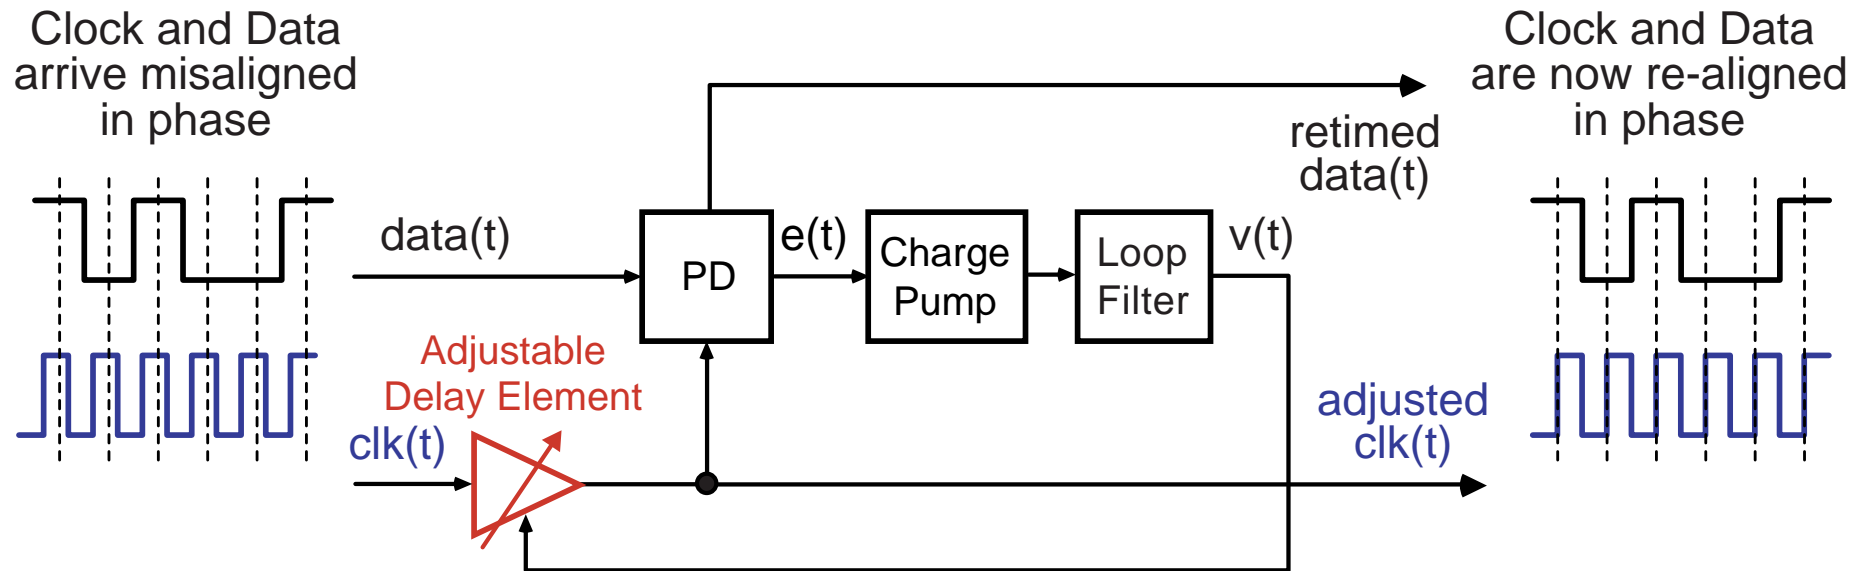 Clock and Data
arrive misaligned
in phase
Clock and Data
are now re-aligned
in phase
retimed
data(t)
data(t)
PD
e(t)
Charge
Pump
Loop
Filter
v(t)
Adjustable
Delay Element
clk(t)
adjusted
clk(t)